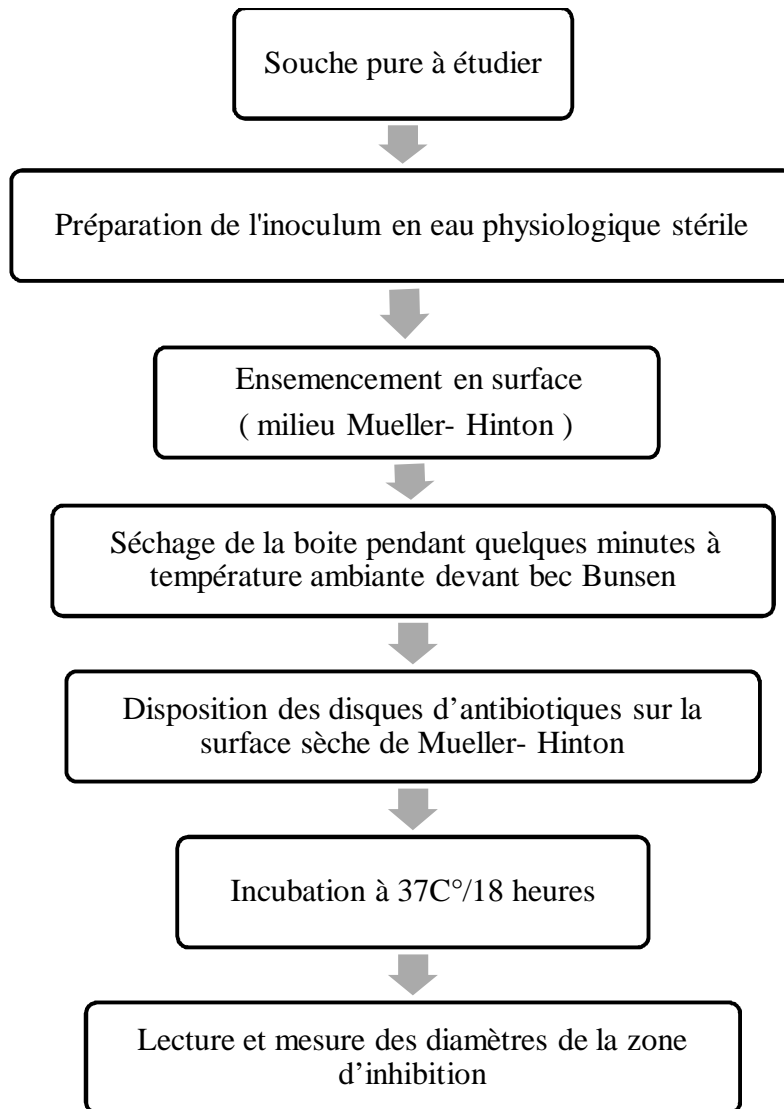 Souche pure à étudier
Préparation de l'inoculum en eau physiologique stérile
Ensemencement en surface
( milieu Mueller- Hinton )
Séchage de la boite pendant quelques minutes à
température ambiante devant bec Bunsen
Disposition des disques d’antibiotiques sur la
surface sèche de Mueller- Hinton
Incubation à 37C°/18 heures
Lecture et mesure des diamètres de la zone
d’inhibition